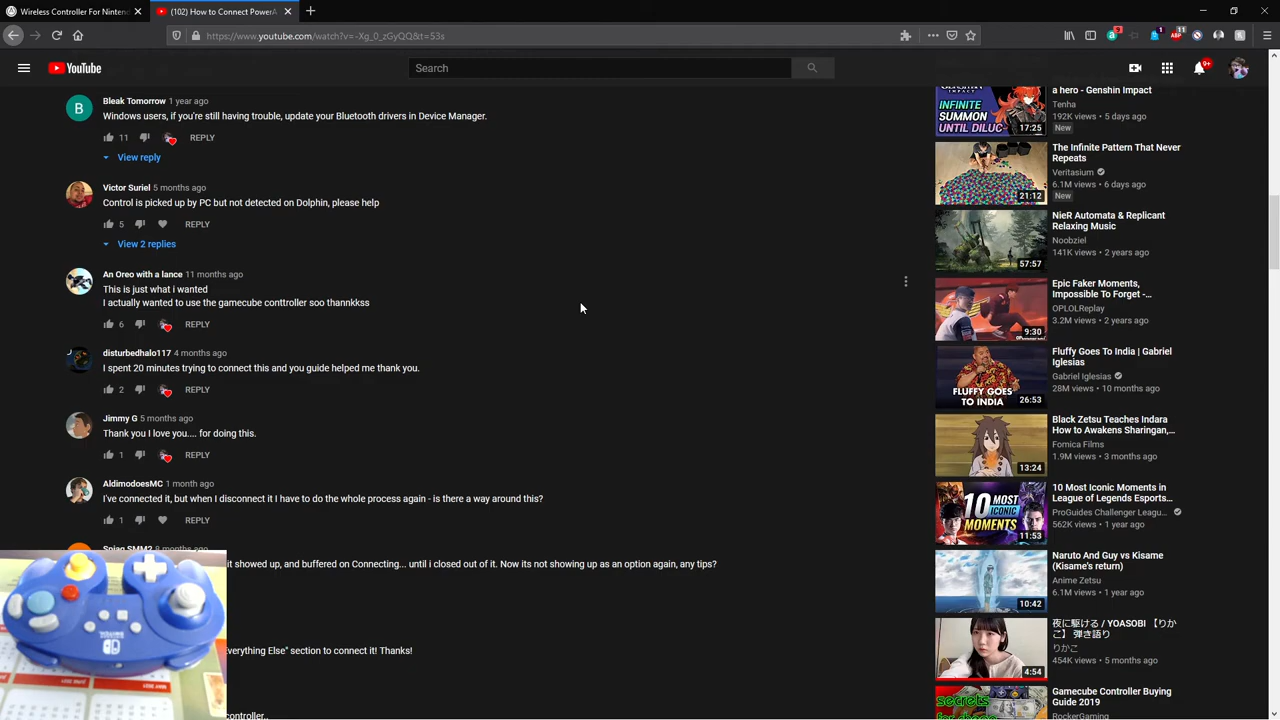 Wireless Controller For Ninten
(102) How to Connect PowerA
https://www.youtube.com/watch?v=-Xg_0_zGyQQ&t=53s
YouTube
Search
9+
Bleak Tomorrow 1 year ago
Windows users, if you're still having trouble, update your Bluetooth drivers in Device Manager.
11 REPLY
View reply
Victor Suriel 5 months ago
Control is picked up by PC but not detected on Dolphin, please help
5 REPLY
View 2 replies
An Oreo with a lance 11 months ago
This is just what i wanted
I actually wanted to use the gamecube conttroller soo thannkkss
6 REPLY
disturbedhalo117 4 months ago
I spent 20 minutes trying to connect this and you guide helped me thank you.
2 REPLY
Jimmy G 5 months ago
Thank you I love you.... for doing this.
1 REPLY
AldimodoesMC 1 month ago
I've connected it, but when I disconnect it I have to do the whole process again - is there a way around this?
1 REPLY
it showed up, and buffered on Connecting... until i closed out of it. Now its not showing up as an option again, any tips?
Everything Else" section to connect it! Thanks!
controller..
INFINITE
SUMMON
UNTIL DILUC
17:25
a hero - Genshin Impact
Tenha
192K views • 5 days ago
New
21:12
The Infinite Pattern That Never
Repeats
Veritasium
6.1M views • 6 days ago
New
57:57
NieR Automata & Replicant
Relaxing Music
Noobziel
141K views • 2 years ago
9:30
Epic Faker Moments,
Impossible To Forget -...
OPLOLReplay
3.2M views • 2 years ago
FLUFFY GOES
TO INDIA
26:53
Fluffy Goes To India | Gabriel
Iglesias
Gabriel Iglesias
28M views • 10 months ago
13:24
Black Zetsu Teaches Indara
How to Awakens Sharingan,...
Fomica Films
1.9M views • 3 months ago
10 MOST
ICONIC
MOMENTS
11:53
10 Most Iconic Moments in
League of Legends Esports...
ProGuides Challenger Leagu...
562K views • 1 year ago
10:42
Naruto And Guy vs Kisame
(Kisame's return)
Anime Zetsu
6.1M views • 1 year ago
4:54
夜に駆ける / YOASOBI 【りか
こ】 弾き語り
りかこ
454K views • 5 months ago
secrets
Gamecube Controller Buying
Guide 2019
RockerGaming